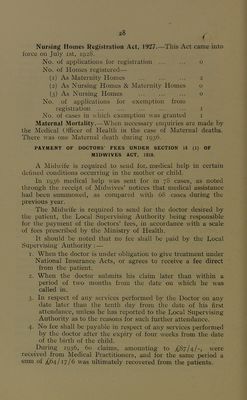 28
Nursing Homes Registration Act, 1927.—This Act came into
force on July 1st, 1928.
No. of applications for registration ... ... 0
No. of Homes registered—
(1) As Maternity Homes ... ... 2
(2) As Nursing Homes & Maternity Homes 0
(3) As Nursing Homes ... ... ... 0
No. of applications for exemption from
registration ... ... ... ... 1
No. of cases in which exemption was granted 1
Maternal Mortality.—When necessary enquiries are made by
the Medical Officer of Health in the case of Maternal deaths.
There was one Maternal death during 1936.
PAYMENT OF DOCTORS' FEES UNDER SECTION 14 (1) OF
MIDWIVES ACT, 1918.
A Midwife is required to send for medical help in certain
defined conditions occurring in the mother or child.
In 1936 medical help was sent for in 76 cases, as noted
through the receipt of Midwives' notices that medical assistance
had been summoned, as compared with 66 cases during the
previous year.
The Midwife is required to send for the doctor desired by
the patient, the Local Supervising Authority being responsible
for the payment of the doctors' fees, in accordance with a scale
of fees prescribed by the Ministry of Health.
It should be noted that no fee shall be paid by the Local
Supervising Authority :—
1. When the doctor is under obligation to give treatment under
National Insurance Acts, or agrees to receive a fee direct
from the patient.
2. When the doctor submits his claim later than within a
period of two months from the date on which he was
called in.
3. In respect of any services performed by the Doctor on any
date later than the tenth day from the date of his first
attendance, unless he has reported to the Local Supervising
Authority as to the reasons for such further attendance.
4. No fee shall be payable in respect of any services performed
by the doctor after the expiry of four weeks from the date
of the birth of the child.
During 1936, 60 claims, amounting to £87/4/-, were
received from Medical Practitioners, and for the same period a
sum of £64/17/6 was ultimately recovered from the patients.